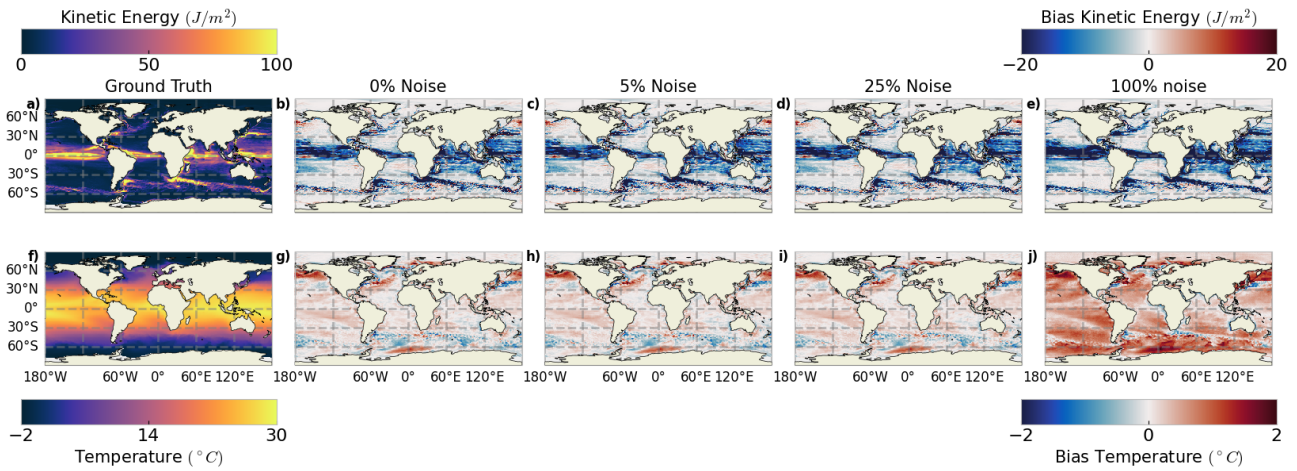 Kinetic Energy (J/m²)
Bias Kinetic Energy (J/m²)
0 50 100
−20 0 20
Ground Truth
0% Noise
5% Noise
25% Noise
100% noise
a) b) c) d) e)
60°N
30°N
0°
30°S
60°S
f) g) h) i) j)
60°N
30°N
0°
30°S
60°S
180°W 60°W 0° 60°E 120°E 180°W 60°W 0° 60°E 120°E 180°W 60°W 0° 60°E 120°E 180°W 60°W 0° 60°E 120°E 180°W 60°W 0° 60°E 120°E
−2 14 30
−2 0 2
Temperature (°C)
Bias Temperature (°C)